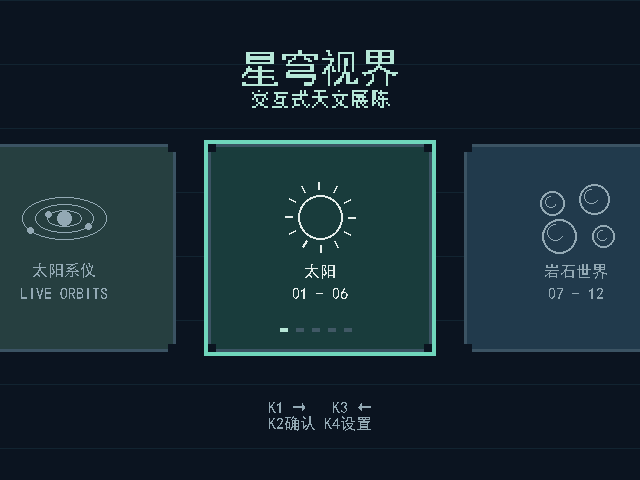 星穹视界
交互式天文展陈
太阳系仪
LIVE ORBITS
太阳
01 - 06
岩石世界
07 - 12
K1 → K3 ←
K2确认 K4设置